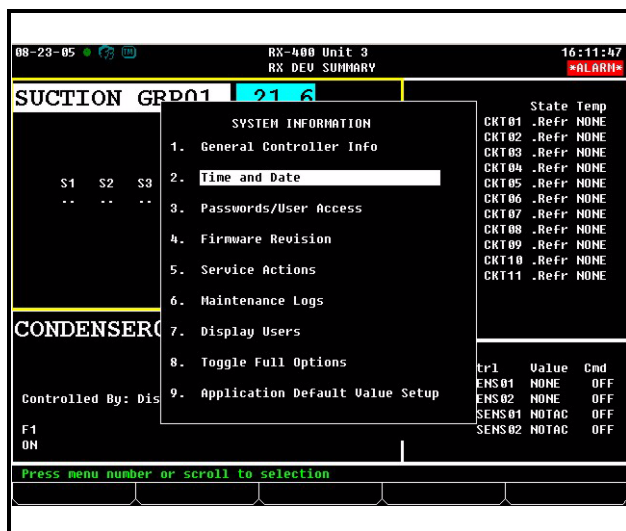 08-23-05 RX-400 Unit 3 16:11:47
RX DEV SUMMARY *ALARM*
SUCTION GRP01 21.6
SYSTEM INFORMATION
1. General Controller Info
2. Time and Date
3. Passwords/User Access
4. Firmware Revision
5. Service Actions
6. Maintenance Logs
7. Display Users
8. Toggle Full Options
9. Application Default Value Setup
S1 S2 S3
.. .. ..
State Temp
CKT01 .Refr NONE
CKT02 .Refr NONE
CKT03 .Refr NONE
CKT04 .Refr NONE
CKT05 .Refr NONE
CKT06 .Refr NONE
CKT07 .Refr NONE
CKT08 .Refr NONE
CKT09 .Refr NONE
CKT10 .Refr NONE
CKT11 .Refr NONE
CONDENSER
Controlled By: Dis
F1
ON
trl Value Cmd
ENS01 NONE OFF
ENS02 NONE OFF
SENS01 NOTAC OFF
SENS02 NOTAC OFF
Press menu number or scroll to selection